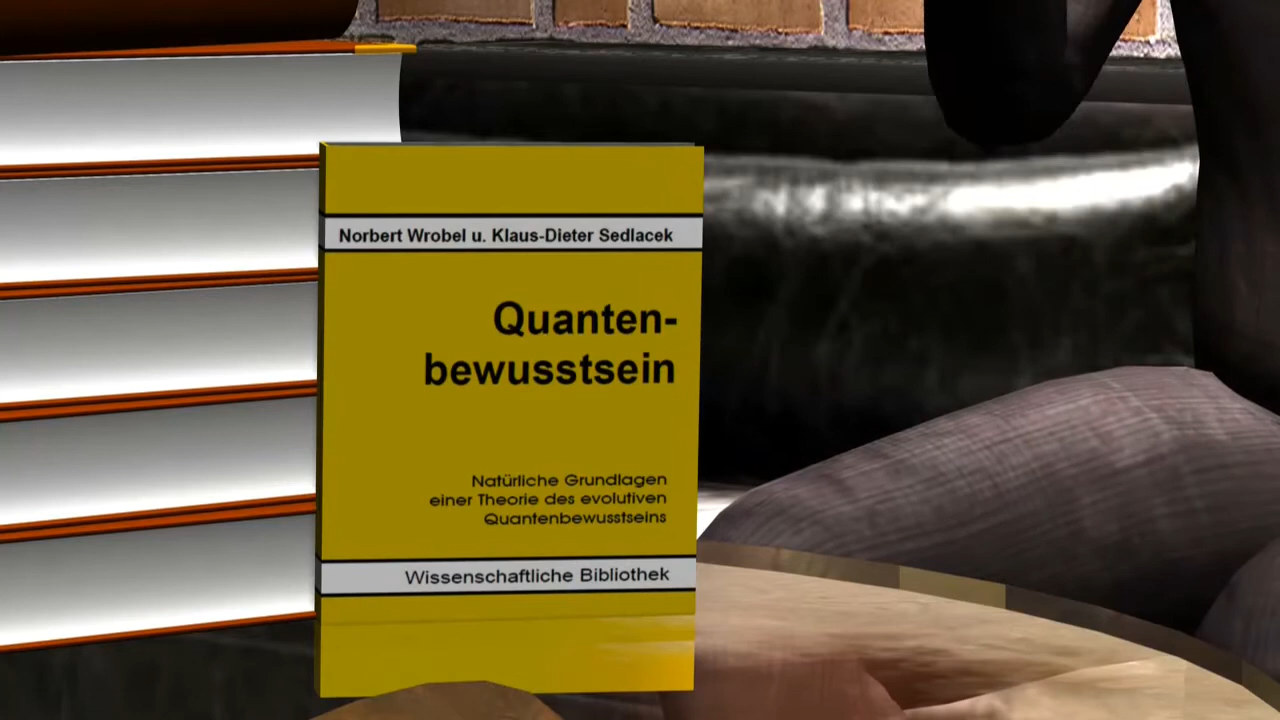 Norbert Wrobel u. Klaus-Dieter Sedlacek
Quanten-
bewusstsein
Natürliche Grundlagen
einer Theorie des evolutiven
Quantenbewusstseins
Wissenschaftliche Bibliothek